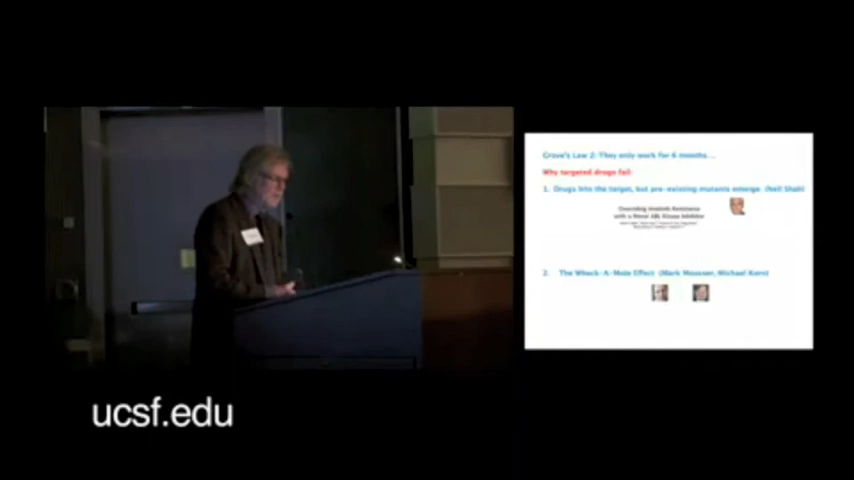 Grove's Law 2: They only work for 6 months...
Why targeted drugs fail:
1. Drugs hits the target, but pre-existing mutants emerge. (Neil Shah)
Overriding Imatinib Resistance
with a Novel ABL Kinase Inhibitor
2. The Whack-A-Mole Effect (Mark Moasser, Michael Korn)
ucsf.edu